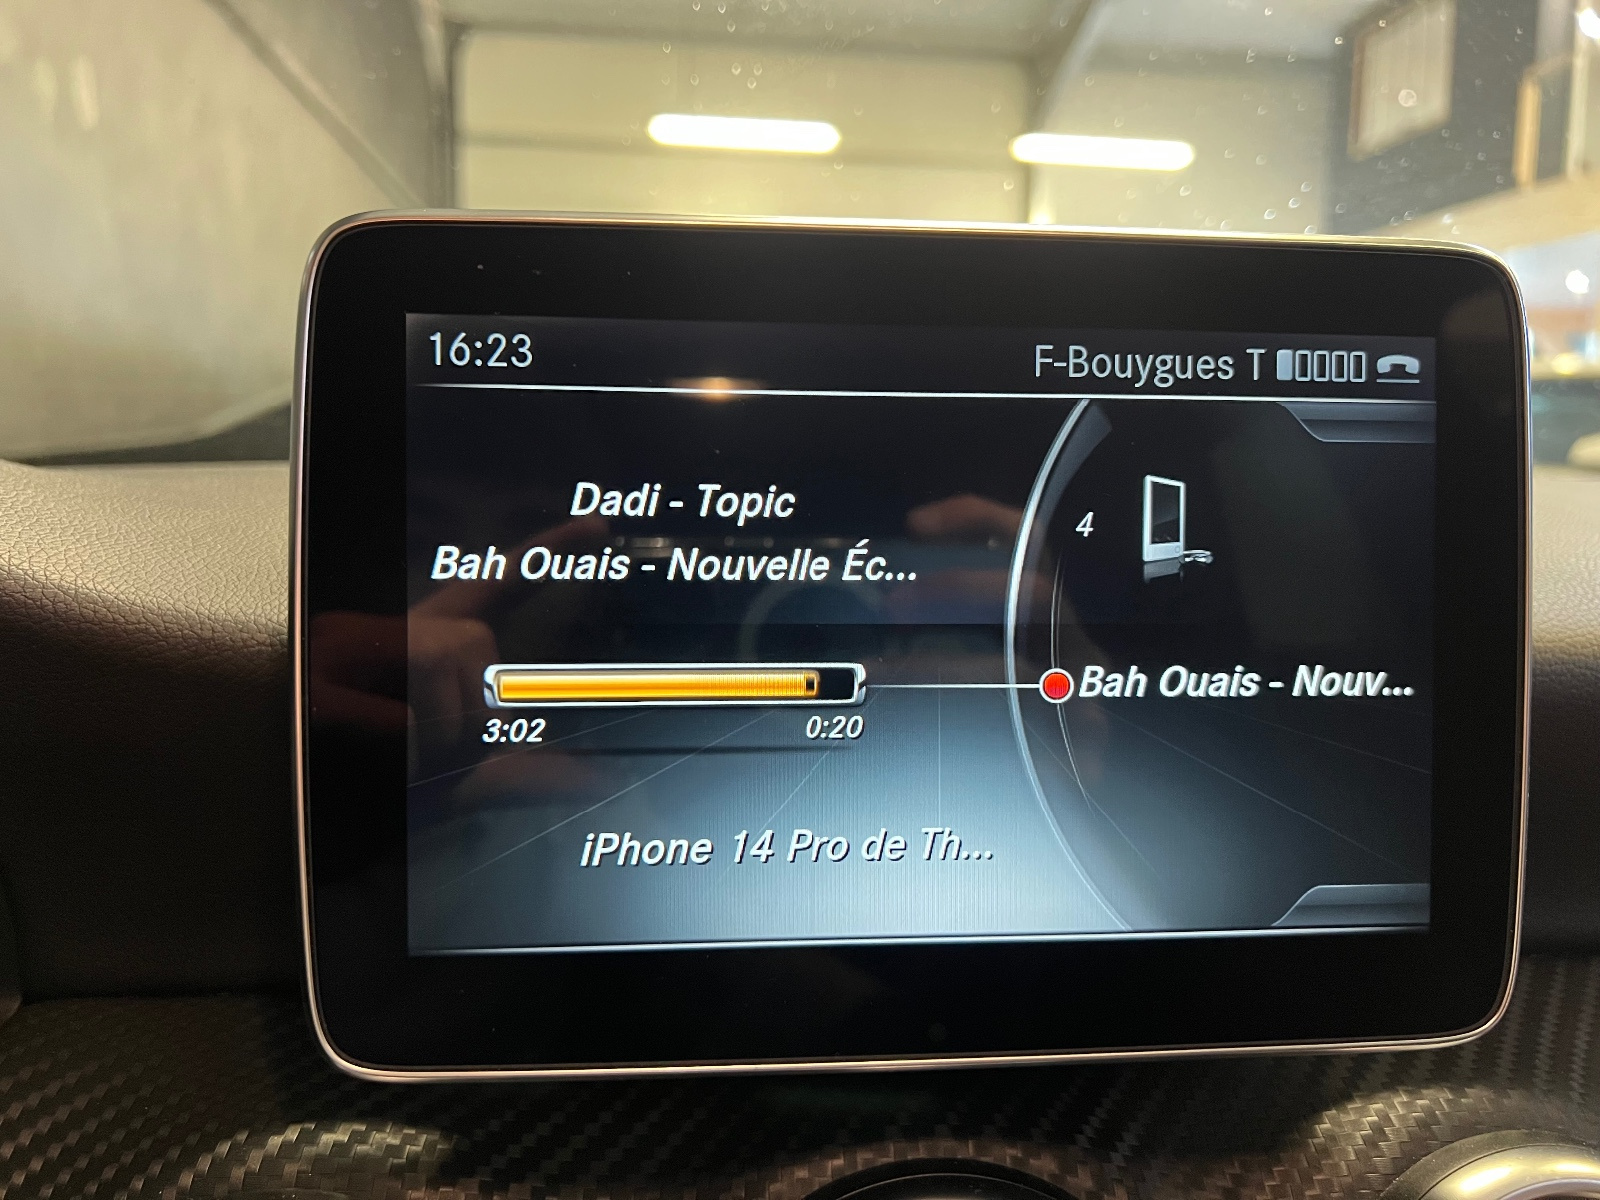 16:23
F-Bouygues T
Dadi - Topic
Bah Ouais - Nouvelle Éc...
4
Bah Ouais - Nouv...
3:02
0:20
iPhone 14 Pro de Th...